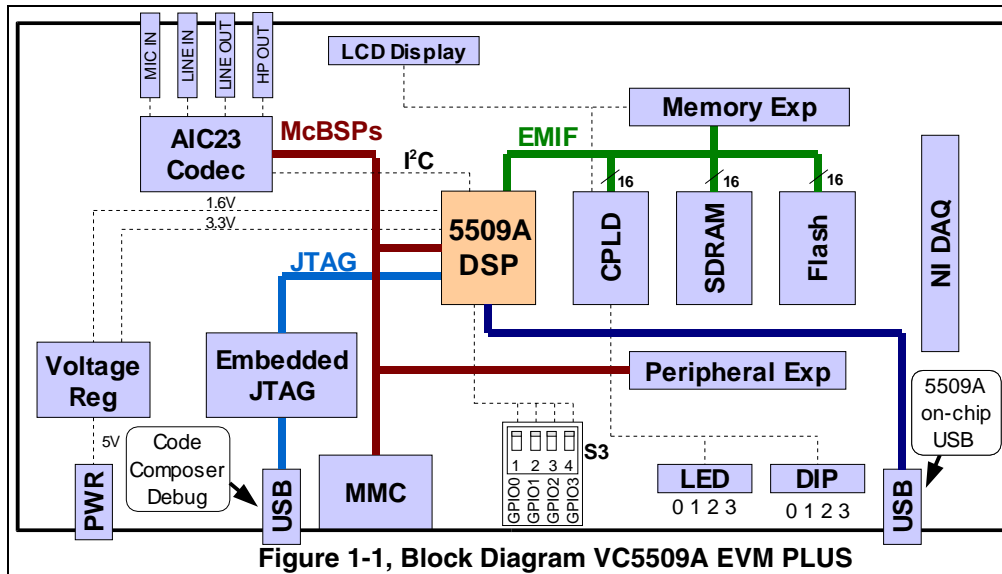 MIC IN
LINE IN
LINE OUT
HP OUT
LCD Display
Memory Exp
AIC23
Codec
McBSPs
I²C
EMIF
16
16
16
1.6V
3.3V
5509A
DSP
CPLD
SDRAM
Flash
NI DAQ
JTAG
Voltage
Reg
Embedded
JTAG
Peripheral Exp
5509A
on-chip
USB
5V
Code
Composer
Debug
1 2 3 4
S3
GPIO0
GPIO1
GPIO2
GPIO3
PWR
USB
MMC
LED
0 1 2 3
DIP
0 1 2 3
USB
Figure 1-1, Block Diagram VC5509A EVM PLUS